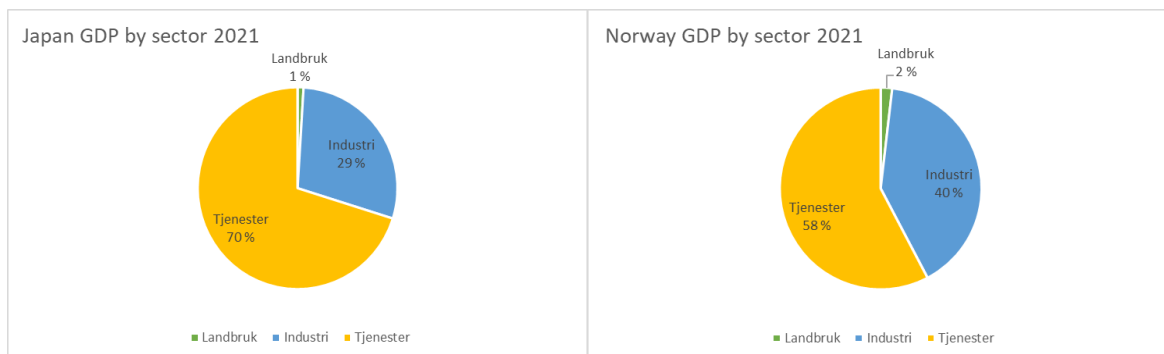 Japan GDP by sector 2021
Landbruk
1 %
Industri
29 %
Tjenester
70 %
Landbruk Industri Tjenester
Norway GDP by sector 2021
Landbruk
2 %
Industri
40 %
Tjenester
58 %
Landbruk Industri Tjenester